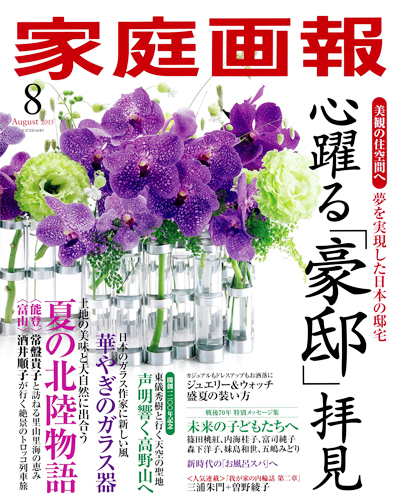 家庭画報
8
August 2015
美観の住空間へ
夢を実現した日本の邸宅
心躍る「豪邸」拝見
カジュアルもドレスアップもお洒落に
ジュエリー&ウォッチ
盛夏の装い方
戦後70年 特別メッセージ集
未来の子どもたちへ
篠田桃紅、内海桂子、富司純子
森下洋子、妹島和世、五嶋みどり
新時代の「お風呂スパ」へ
<人気連載>「我が家の内輪話 第二章」
三浦朱門+曽野綾子
開創一二〇〇年記念
東儀秀樹と行く天空の聖地
声明響く高野山へ
日本のガラス作家に新しい風
華やぎのガラス器
土地の美味と大自然に出合う
夏の北陸物語
〈能登〉常盤貴子と訪ねる里山里海の恵み
〈富山〉酒井順子が行く絶景のトロッコ列車旅